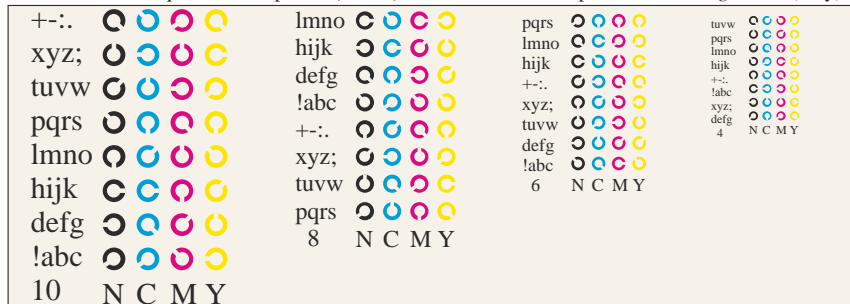 +-:.
xyz;
tuvw
pqrs
lmno
hijk
defg
!abc
10 N C M Y
lmno
hijk
defg
!abc
+-:.
xyz;
tuvw
pqrs
8 N C M Y
pqrs
lmno
hijk
+-:.
xyz;
tuvw
defg
!abc
6 N C M Y
tuvw
pqrs
lmno
hijk
+-:.
!abc
xyz;
defg
4 N C M Y